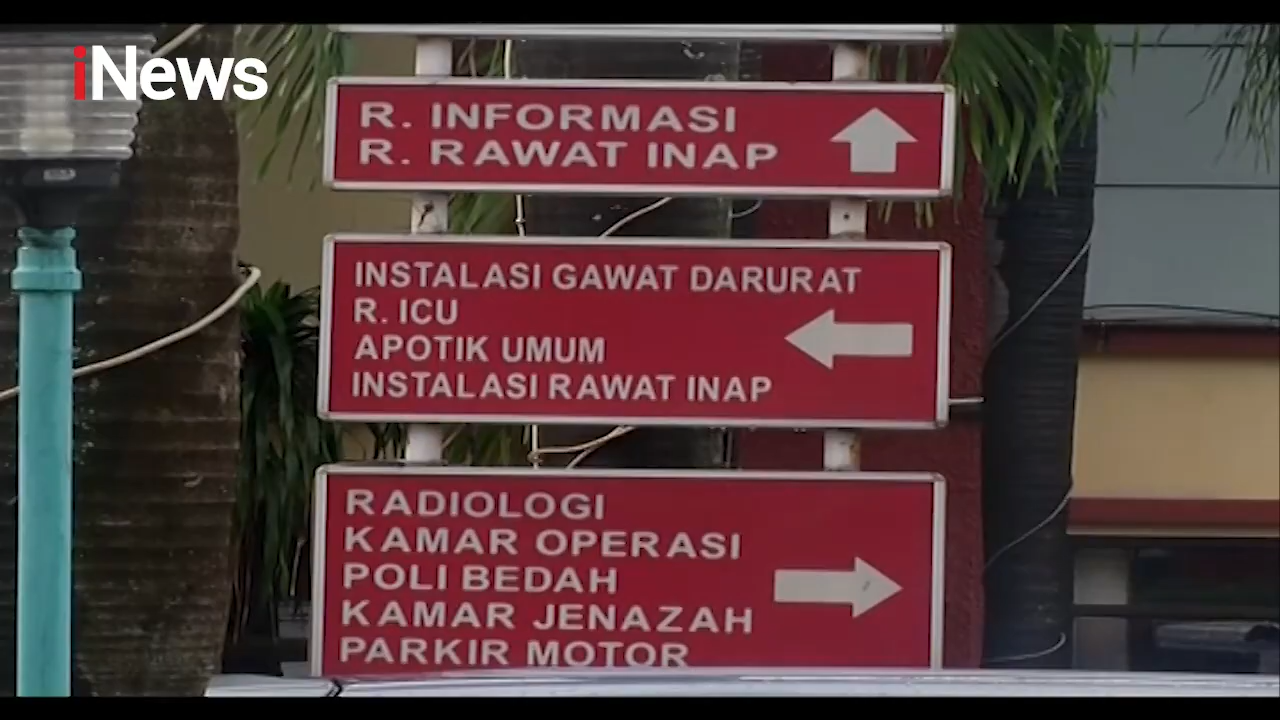 iNews
R. INFORMASI
R. RAWAT INAP
INSTALASI GAWAT DARURAT
R. ICU
APOTIK UMUM
INSTALASI RAWAT INAP
RADIOLOGI
KAMAR OPERASI
POLI BEDAH
KAMAR JENAZAH
PARKIR MOTOR